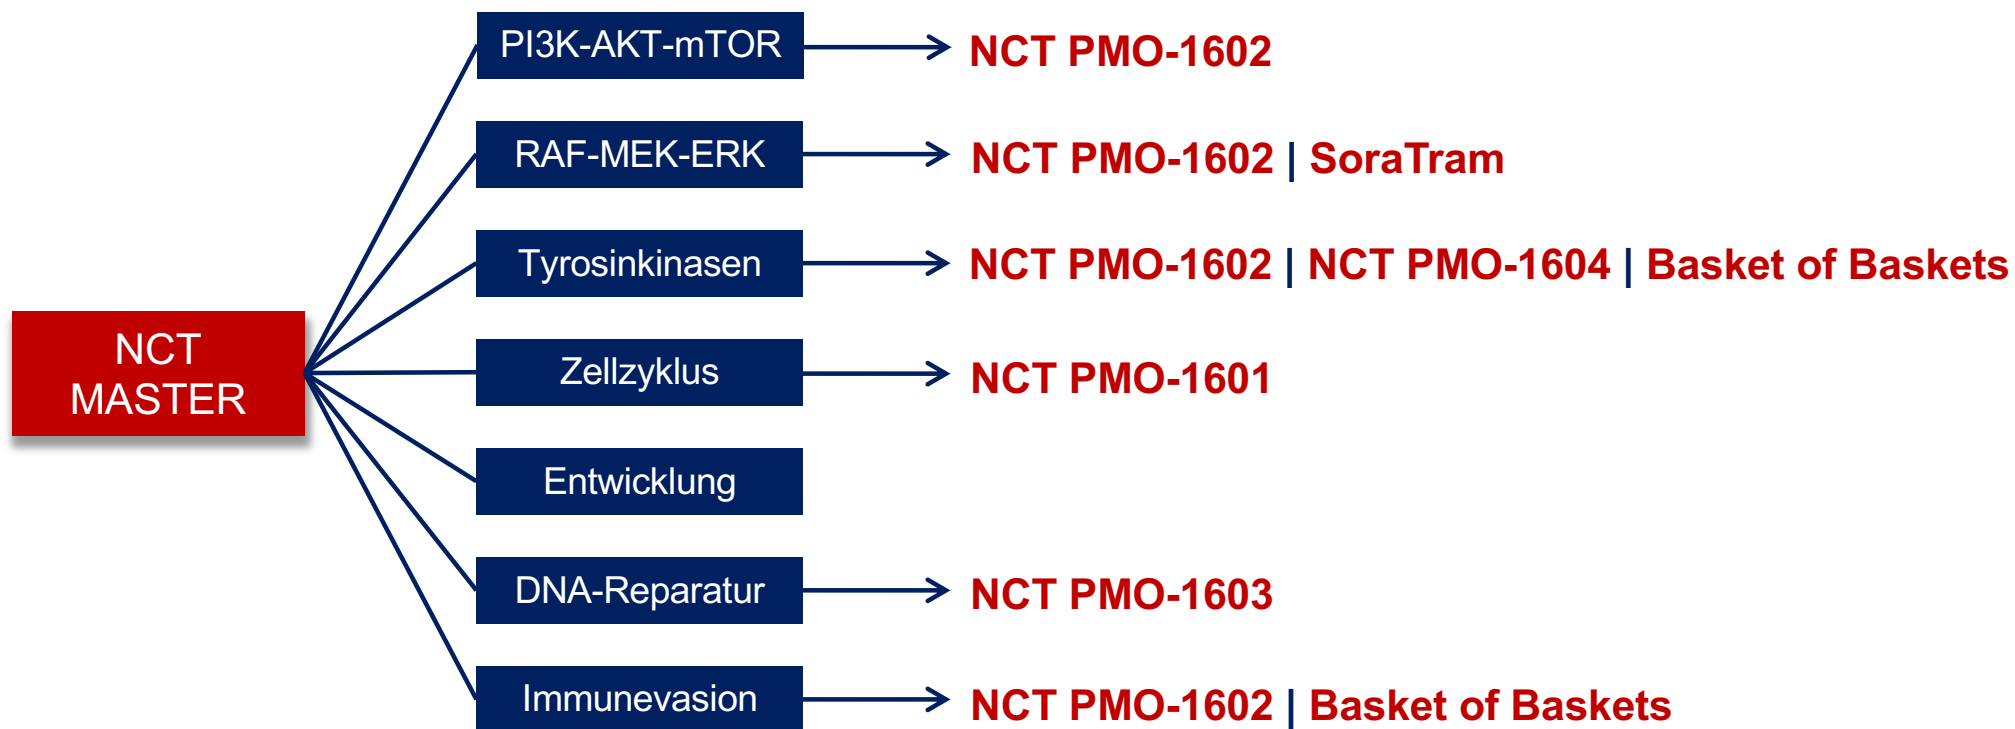 PI3K-AKT-mTOR
NCT PMO-1602
RAF-MEK-ERK
NCT PMO-1602 | SoraTram
Tyrosinkinasen
NCT PMO-1602 | NCT PMO-1604 | Basket of Baskets
NCT
MASTER
Zellzyklus
NCT PMO-1601
Entwicklung
DNA-Reparatur
NCT PMO-1603
Immunevasion
NCT PMO-1602 | Basket of Baskets